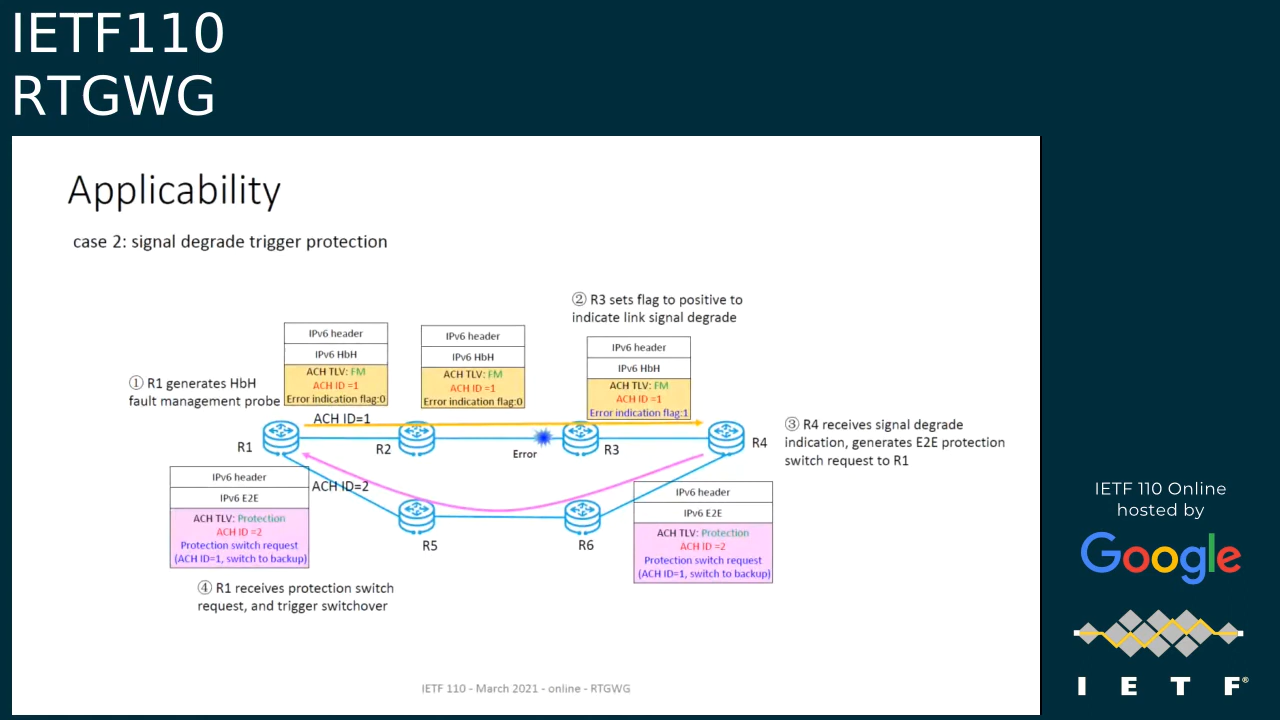 IETF110
RTGWG
Applicability
case 2: signal degrade trigger protection
② R3 sets flag to positive to
indicate link signal degrade
IPv6 header
IPv6 HbH
ACH TLV: FM
ACH ID =1
Error indication flag:0
IPv6 header
IPv6 HbH
ACH TLV: FM
ACH ID =1
Error indication flag:0
IPv6 header
IPv6 HbH
ACH TLV: FM
ACH ID =1
Error indication flag:1
① R1 generates HbH
fault management probe
ACH ID=1
R1
R2
Error
R3
R4
③ R4 receives signal degrade
indication, generates E2E protection
switch request to R1
IPv6 header
IPv6 E2E
ACH TLV: Protection
ACH ID =2
Protection switch request
(ACH ID=1, switch to backup)
ACH ID=2
R5
R6
IPv6 header
IPv6 E2E
ACH TLV: Protection
ACH ID =2
Protection switch request
(ACH ID=1, switch to backup)
④ R1 receives protection switch
request, and trigger switchover
IETF 110 - March 2021 - online - RTGWG
IETF 110 Online
hosted by
Google
I E T F®